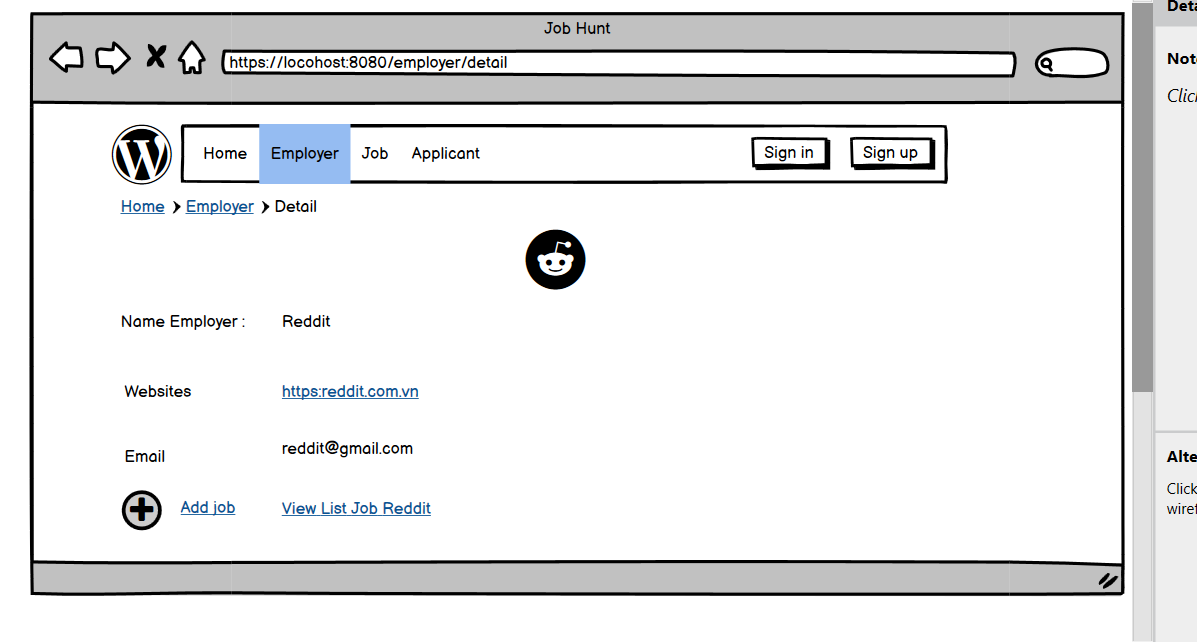 Job Hunt
https://locohost:8080/employer/detail
Home Employer Job Applicant Sign in Sign up
Home Employer Detail
Name Employer : Reddit
Websites https:reddit.com.vn
Email reddit@gmail.com
Add job View List Job Reddit
Deta
Note
Click
Alte
Click
wiref